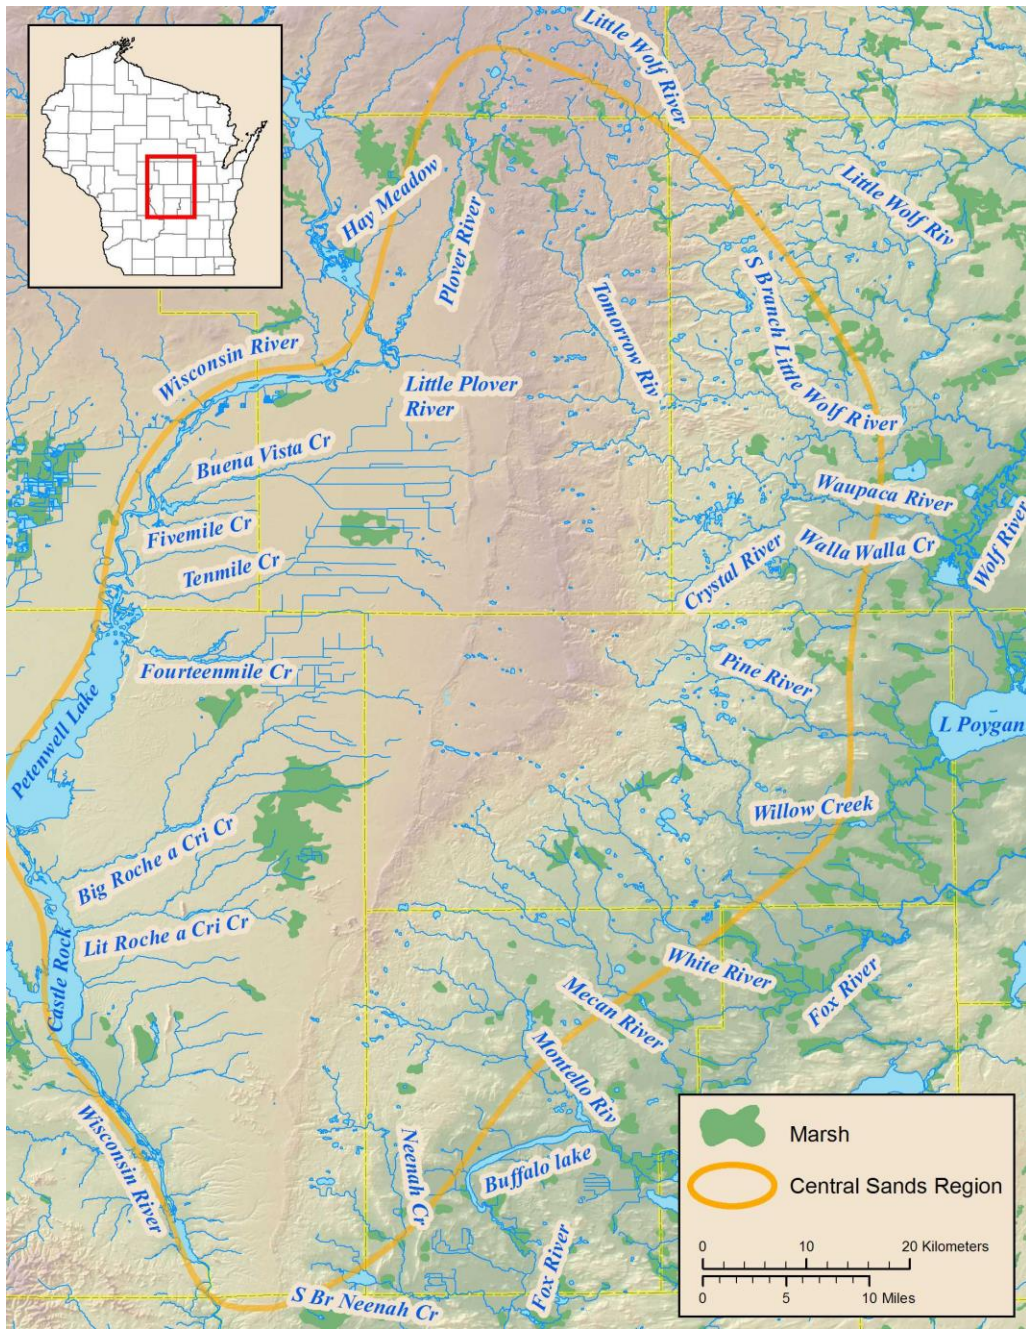 Little Wolf River
Little Wolf Riv
Hay Meadow
Plover River
S Branch Little Wolf River
Tomorrow Riv
Wisconsin River
Little Plover
River
Buena Vista Cr
Waupaca River
Fivemile Cr
Wolf River
Walla Walla Cr
Tenmile Cr
Crystal River
Fourteenmile Cr
Pine River
Petenwell Lake
L Poygan
Willow Creek
Big Roche a Cri Cr
Lit Roche a Cri Cr
Castle Rock
White River
Fox River
Mecan River
Montello Riv
Wisconsin River
Neenah Cr
Buffalo lake
S Br Neenah Cr
Fox River
Marsh
Central Sands Region
0 10 20 Kilometers
0 5 10 Miles